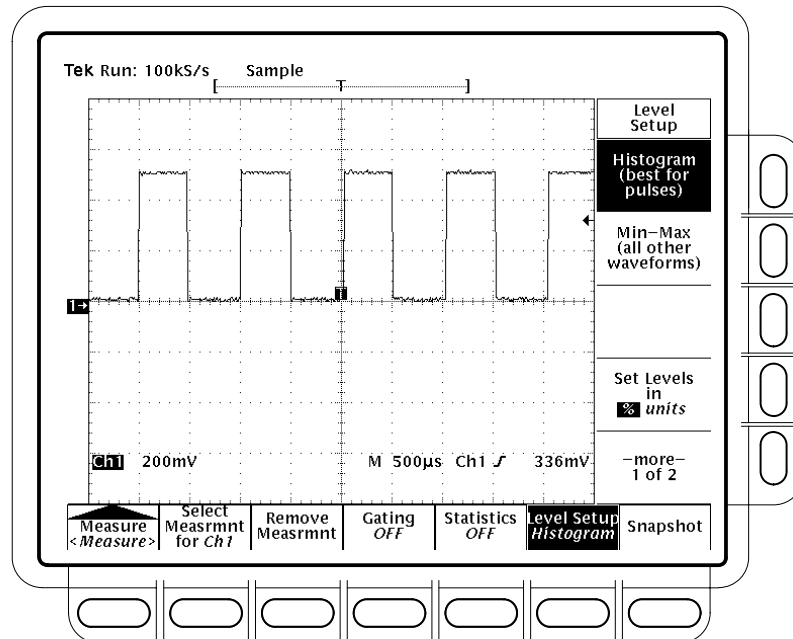 Tek Run: 100kS/s Sample
[ T ]
Level
Setup
Histogram
(best for
pulses)
Min–Max
(all other
waveforms)
T
1→
Set Levels
in
% units
Ch1 200mV M 500µs Ch1 ƒ 336mV
–more–
1 of 2
Measure
<Measure>
Select
Measrmnt
for Ch1
Remove
Measrmnt
Gating
OFF
Statistics
OFF
Level Setup
Histogram
Snapshot